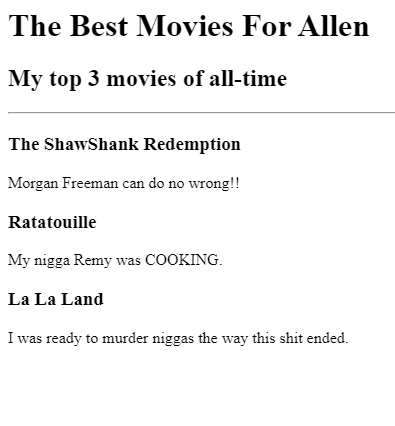 The Best Movies For Allen
My top 3 movies of all-time
The ShawShank Redemption
Morgan Freeman can do no wrong!!
Ratatouille
My nigga Remy was COOKING.
La La Land
I was ready to murder niggas the way this shit ended.